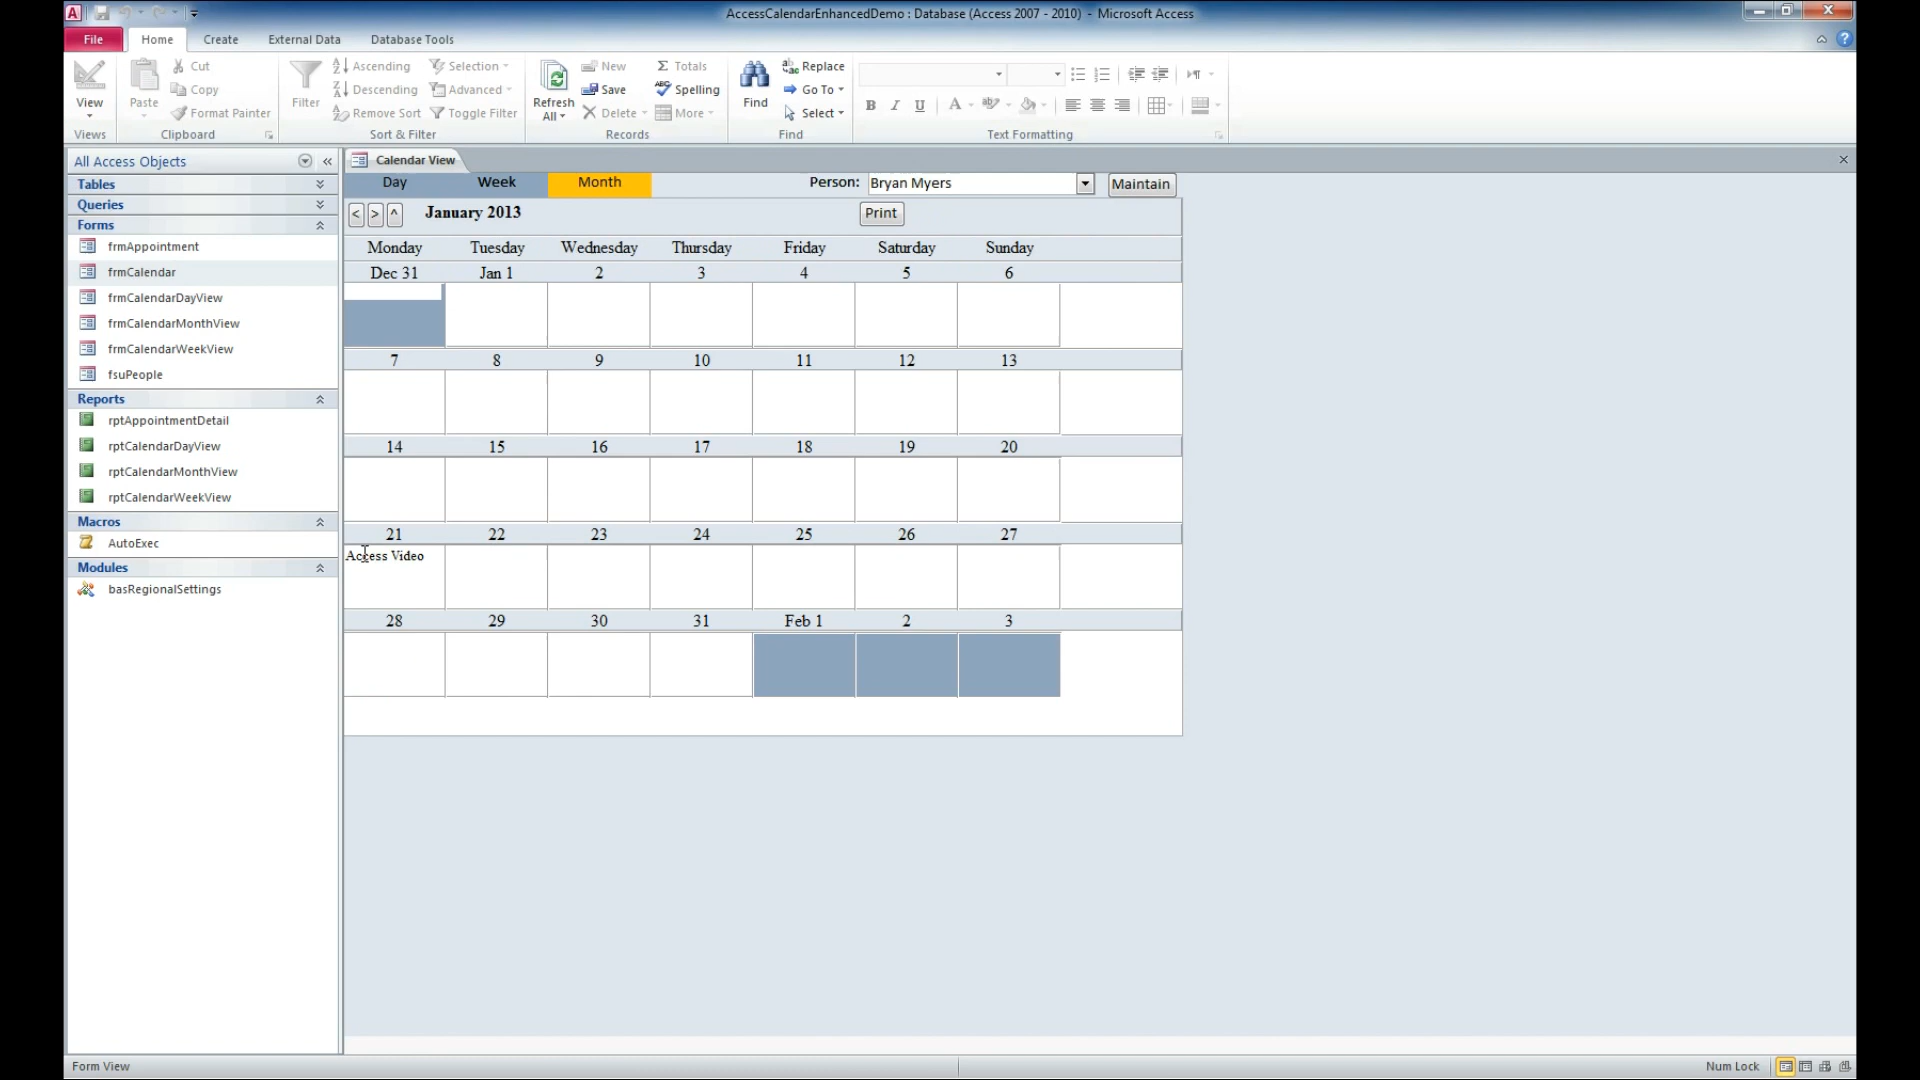 AccessCalendarEnhancedDemo : Database (Access 2007 - 2010) - Microsoft Access
File Home Create External Data Database Tools
View
Views
Paste
Cut
Copy
Format Painter
Clipboard
Filter
Ascending
Descending
Remove Sort
Selection
Advanced
Toggle Filter
Sort & Filter
Refresh All
New
Save
Delete
Totals
Spelling
More
Records
Find
Replace
Go To
Select
Find
B I U A
Text Formatting
All Access Objects
Tables
Queries
Forms
frmAppointment
frmCalendar
frmCalendarDayView
frmCalendarMonthView
frmCalendarWeekView
fsuPeople
Reports
rptAppointmentDetail
rptCalendarDayView
rptCalendarMonthView
rptCalendarWeekView
Macros
AutoExec
Modules
basRegionalSettings
Calendar View
Day Week Month Person: Bryan Myers Maintain
< > ^ January 2013 Print
Monday Tuesday Wednesday Thursday Friday Saturday Sunday
Dec 31 Jan 1 2 3 4 5 6
7 8 9 10 11 12 13
14 15 16 17 18 19 20
21 22 23 24 25 26 27
Access Video
28 29 30 31 Feb 1 2 3
Form View
Num Lock